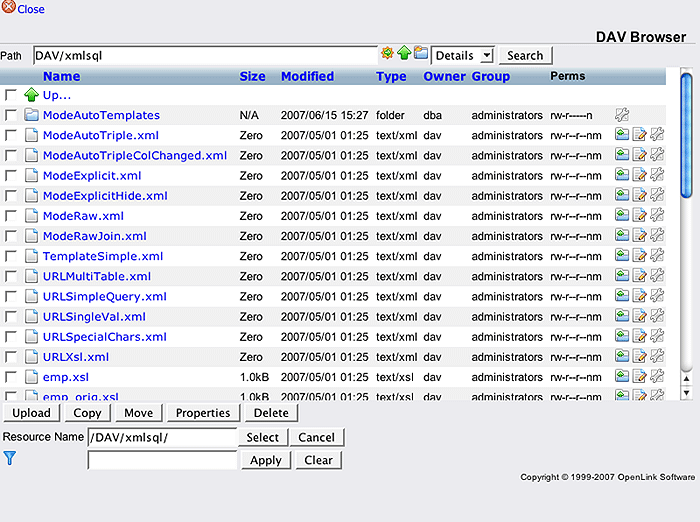 Close
DAV Browser
Path DAV/xmlsql Details Search
Name Size Modified Type Owner Group Perms
Up...
ModeAutoTemplates N/A 2007/06/15 15:27 folder dba administrators rw-r-----n
ModeAutoTriple.xml Zero 2007/05/01 01:25 text/xml dav administrators rw-r--r--nm
ModeAutoTripleColChanged.xml Zero 2007/05/01 01:25 text/xml dav administrators rw-r--r--nm
ModeExplicit.xml Zero 2007/05/01 01:25 text/xml dav administrators rw-r--r--nm
ModeExplicitHide.xml Zero 2007/05/01 01:25 text/xml dav administrators rw-r--r--nm
ModeRaw.xml Zero 2007/05/01 01:25 text/xml dav administrators rw-r--r--nm
ModeRawJoin.xml Zero 2007/05/01 01:25 text/xml dav administrators rw-r--r--nm
TemplateSimple.xml Zero 2007/05/01 01:25 text/xml dav administrators rw-r--r--nm
URLMultiTable.xml Zero 2007/05/01 01:25 text/xml dav administrators rw-r--r--nm
URLSimpleQuery.xml Zero 2007/05/01 01:25 text/xml dav administrators rw-r--r--nm
URLSingleVal.xml Zero 2007/05/01 01:25 text/xml dav administrators rw-r--r--nm
URLSpecialChars.xml Zero 2007/05/01 01:25 text/xml dav administrators rw-r--r--nm
URLXsl.xml Zero 2007/05/01 01:25 text/xml dav administrators rw-r--r--nm
emp.xsl 1.0kB 2007/05/01 01:25 text/xsl dav administrators rw-r--r--nm
emp_orig.xsl 1.0kB 2007/05/01 01:25 text/xsl dav administrators rw-r--r--nm
Upload Copy Move Properties Delete
Resource Name /DAV/xmlsql/ Select Cancel
Apply Clear
Copyright © 1999-2007 OpenLink Software